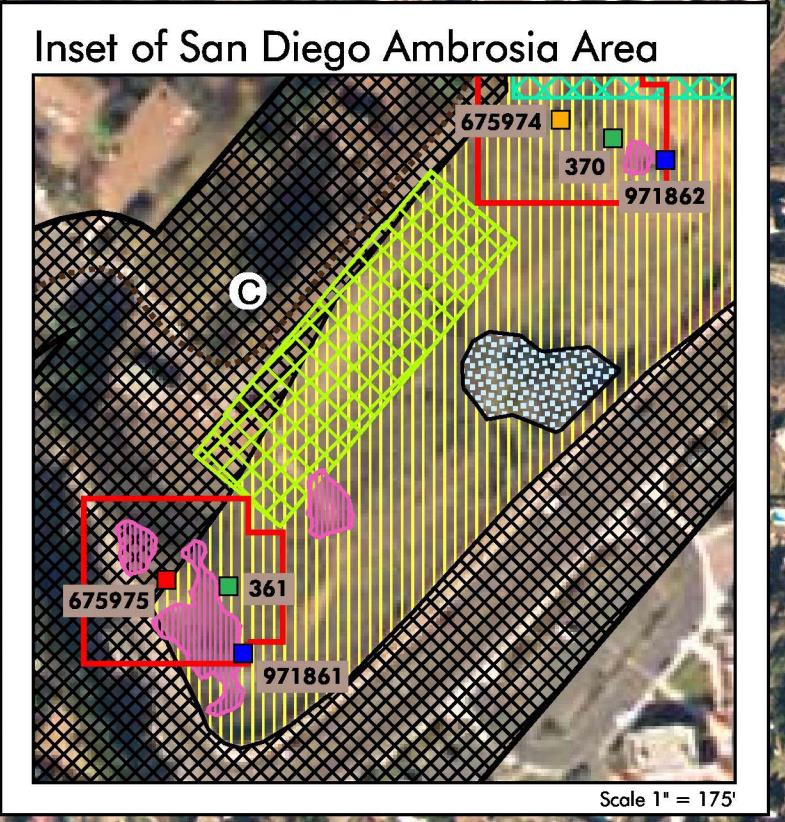 Inset of San Diego Ambrosia Area
675974
370
971862
C
675975
361
971861
Scale 1" = 175'